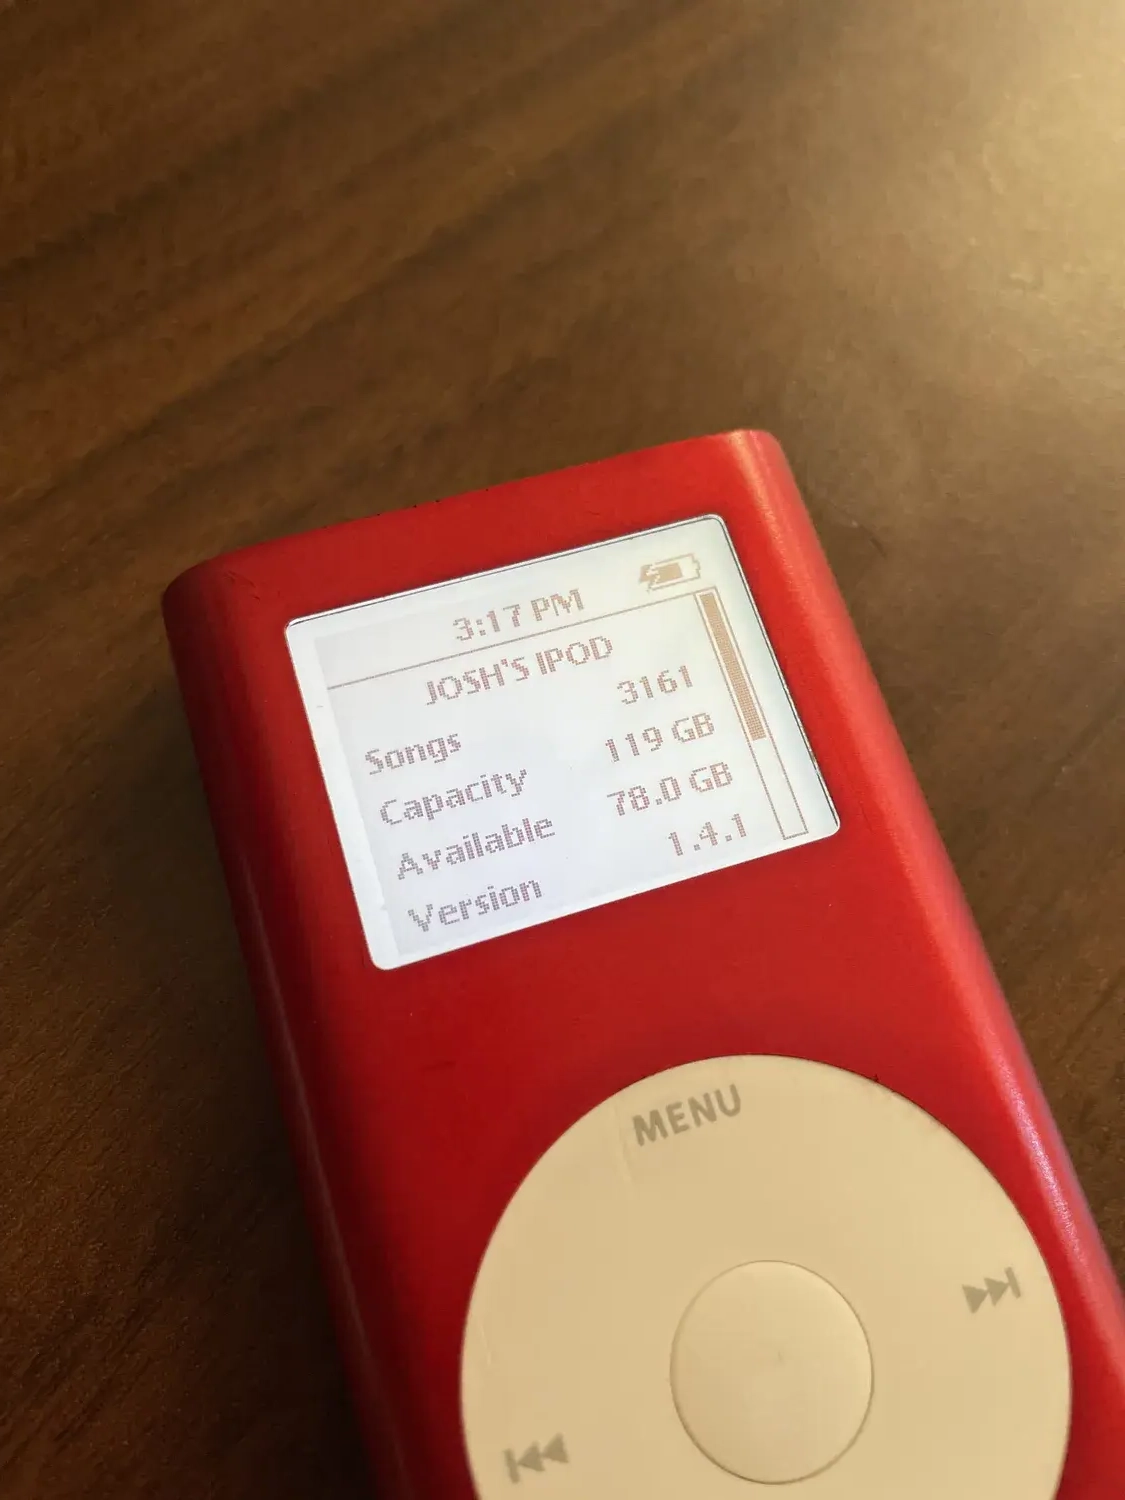 3:17 PM
JOSH'S IPOD
Songs 3161
Capacity 119 GB
Available 78.0 GB
Version 1.4.1
MENU